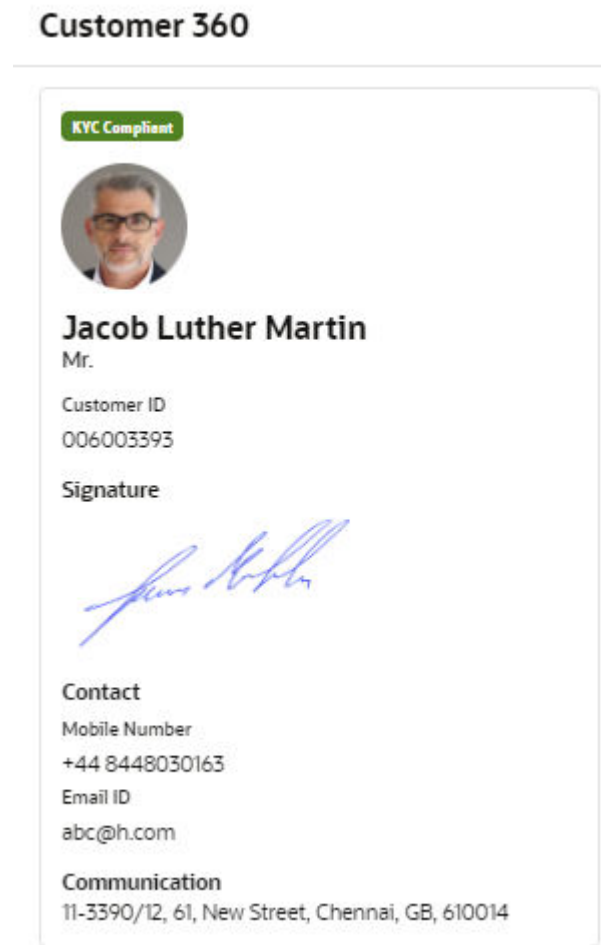 Customer 360
KYC Compliant
Jacob Luther Martin
Mr.
Customer ID
006003393
Signature
Contact
Mobile Number
+44 8448030163
Email ID
abc@h.com
Communication
11-3390/12, 61, New Street, Chennai, GB, 610014